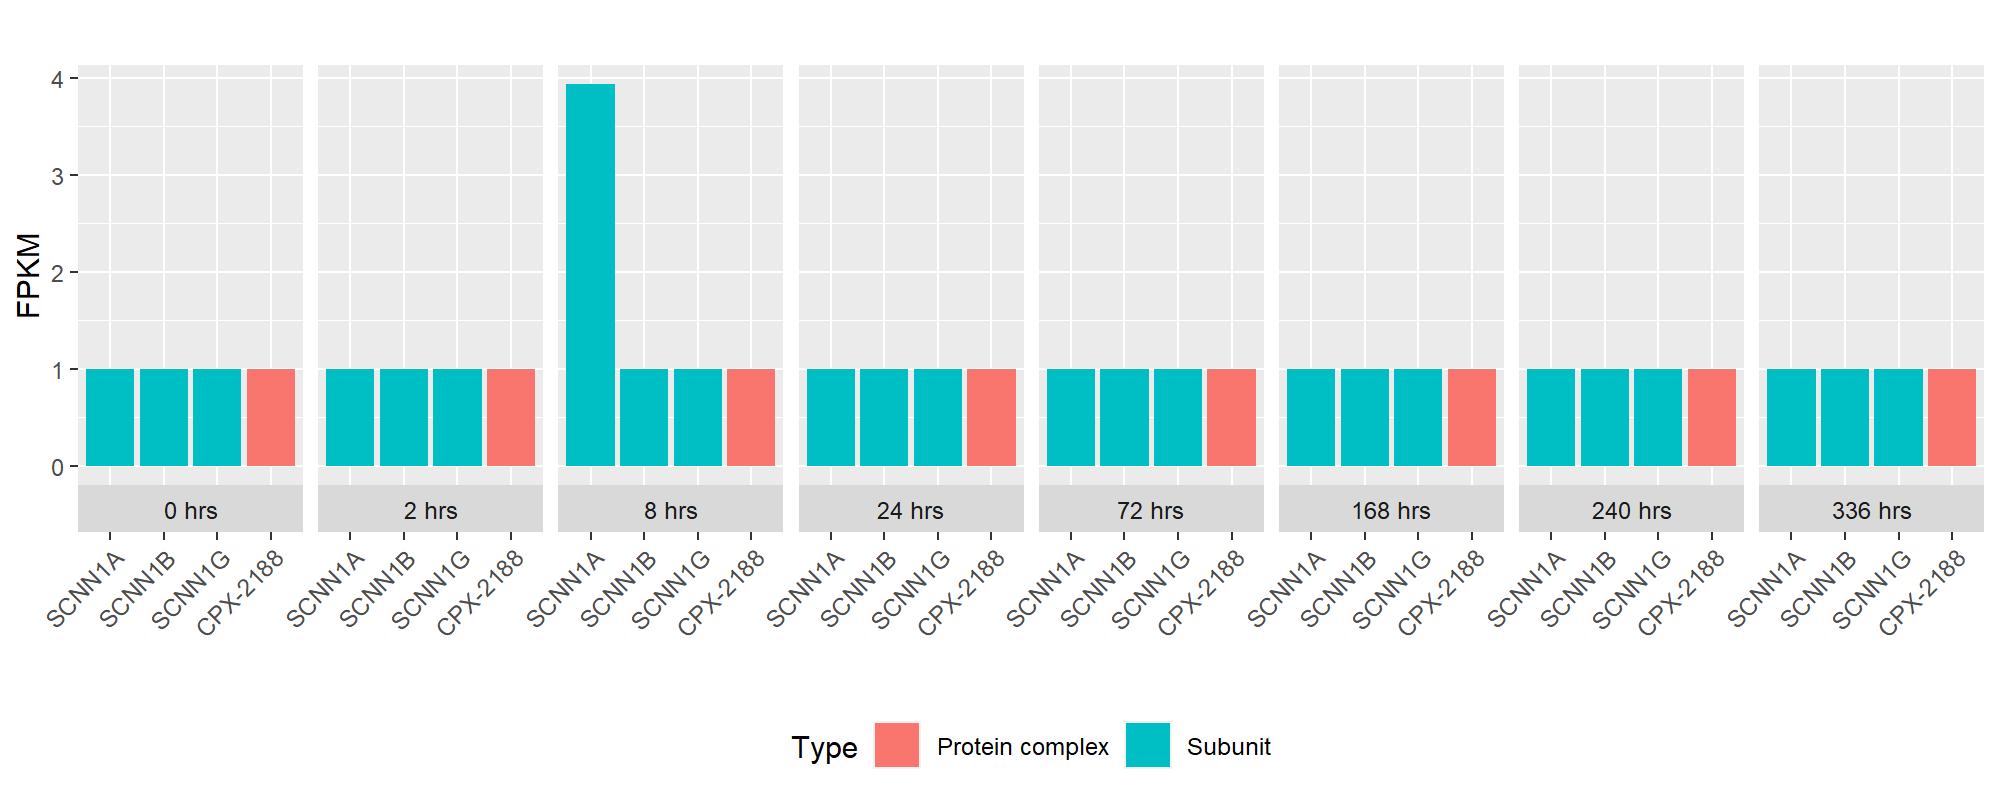 FPKM
4
3
2
1
0
0 hrs 2 hrs 8 hrs 24 hrs 72 hrs 168 hrs 240 hrs 336 hrs
SCNN1A SCNN1B SCNN1G CPX-2188 SCNN1A SCNN1B SCNN1G CPX-2188 SCNN1A SCNN1B SCNN1G CPX-2188 SCNN1A SCNN1B SCNN1G CPX-2188 SCNN1A SCNN1B SCNN1G CPX-2188 SCNN1A SCNN1B SCNN1G CPX-2188 SCNN1A SCNN1B SCNN1G CPX-2188 SCNN1A SCNN1B SCNN1G CPX-2188
Type Protein complex Subunit